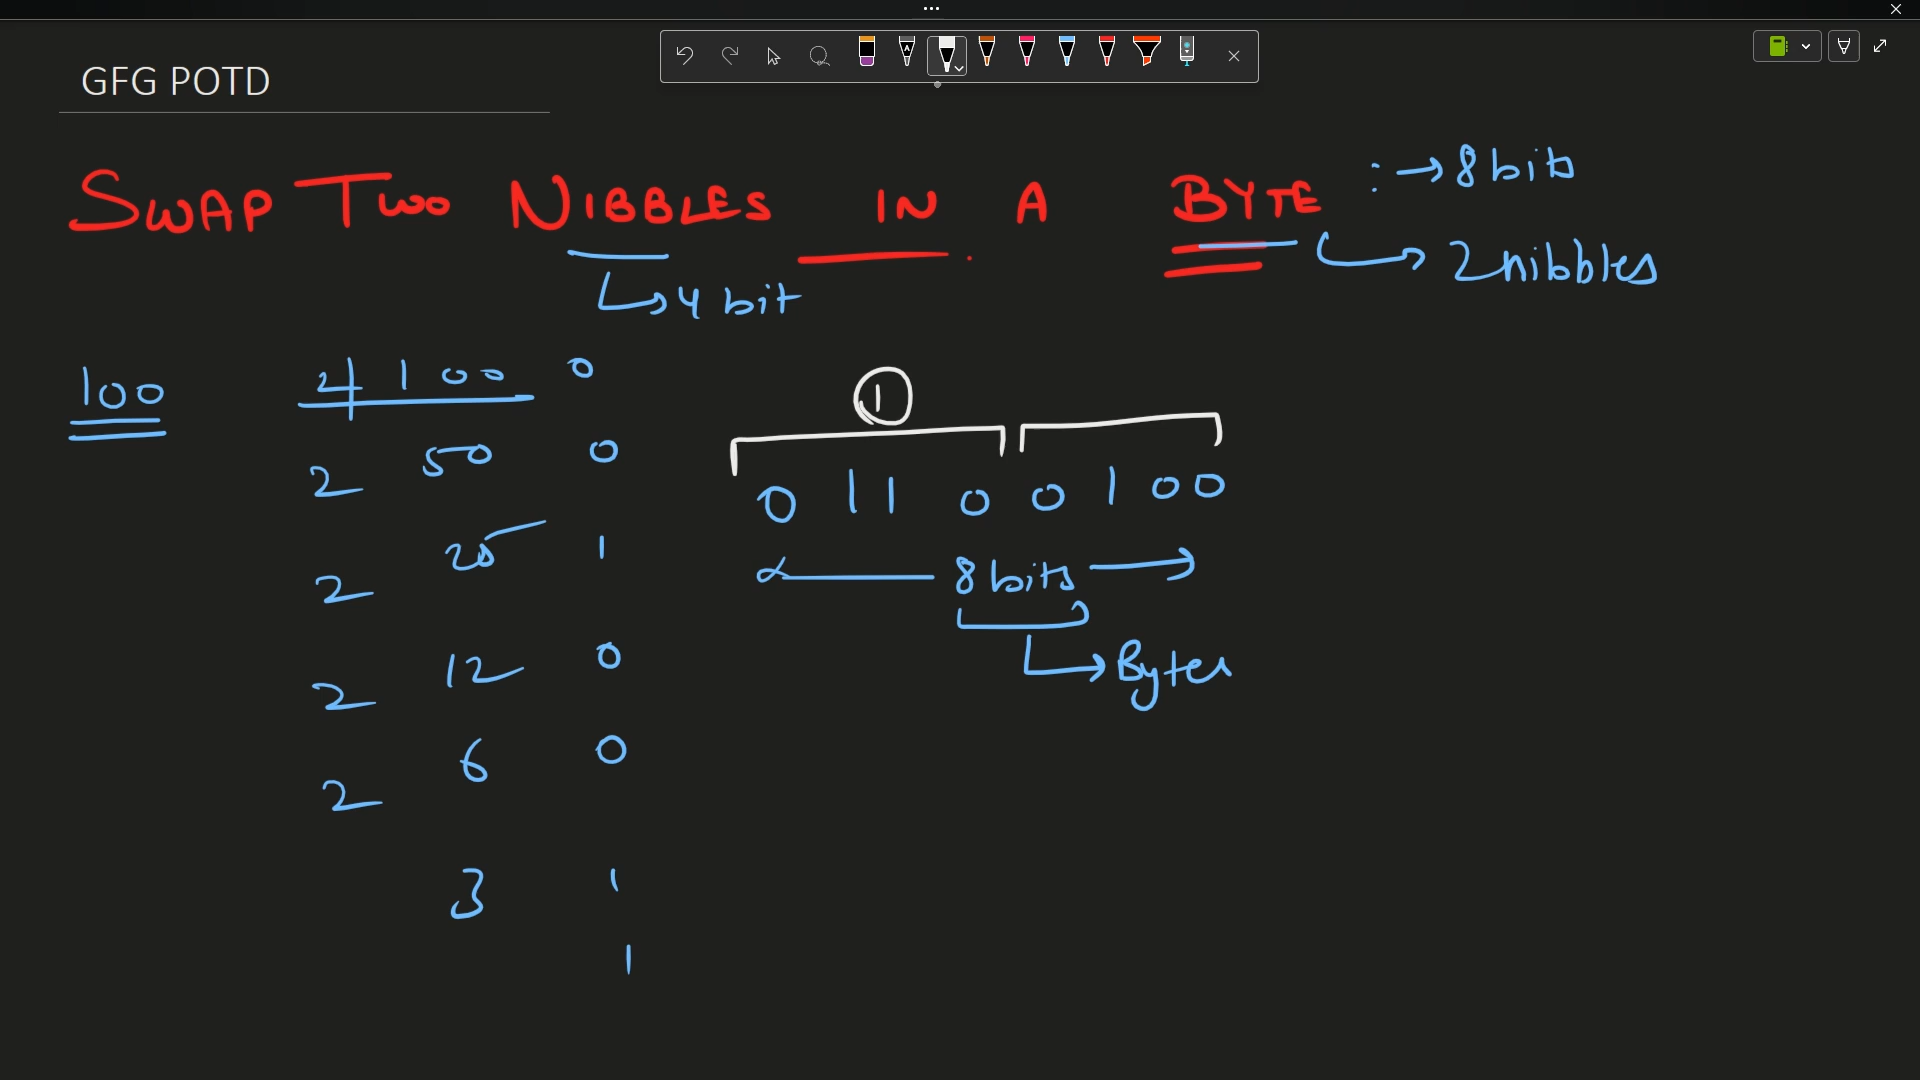 GFG POTD
SWAP TWO NIBBLES IN A BYTE : → 8 bits
↳ 2 nibbles
↳ 4 bit
100
2 100 0
2 50 0
2 25 1
2 12 0
2 6 0
3 1
1
1
0 1 1 0 0 1 0 0
8 bits
↳ Bytes